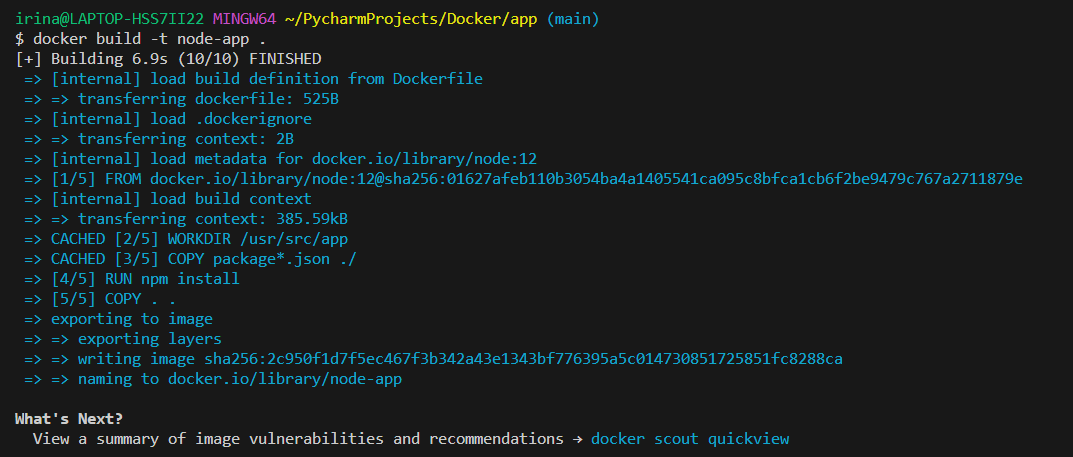 irina@LAPTOP-HSS7II22 MINGW64 ~/PycharmProjects/Docker/app (main)
$ docker build -t node-app .
[+] Building 6.9s (10/10) FINISHED
=> [internal] load build definition from Dockerfile
=> => transferring dockerfile: 525B
=> [internal] load .dockerignore
=> => transferring context: 2B
=> [internal] load metadata for docker.io/library/node:12
=> [1/5] FROM docker.io/library/node:12@sha256:01627afeb110b3054ba4a1405541ca095c8bfca1cb6f2be9479c767a2711879e
=> [internal] load build context
=> => transferring context: 385.59kB
=> CACHED [2/5] WORKDIR /usr/src/app
=> CACHED [3/5] COPY package*.json ./
=> [4/5] RUN npm install
=> [5/5] COPY . .
=> exporting to image
=> => exporting layers
=> => writing image sha256:2c950f1d7f5ec467f3b342a43e1343bf776395a5c014730851725851fc8288ca
=> => naming to docker.io/library/node-app
What's Next?
View a summary of image vulnerabilities and recommendations → docker scout quickview